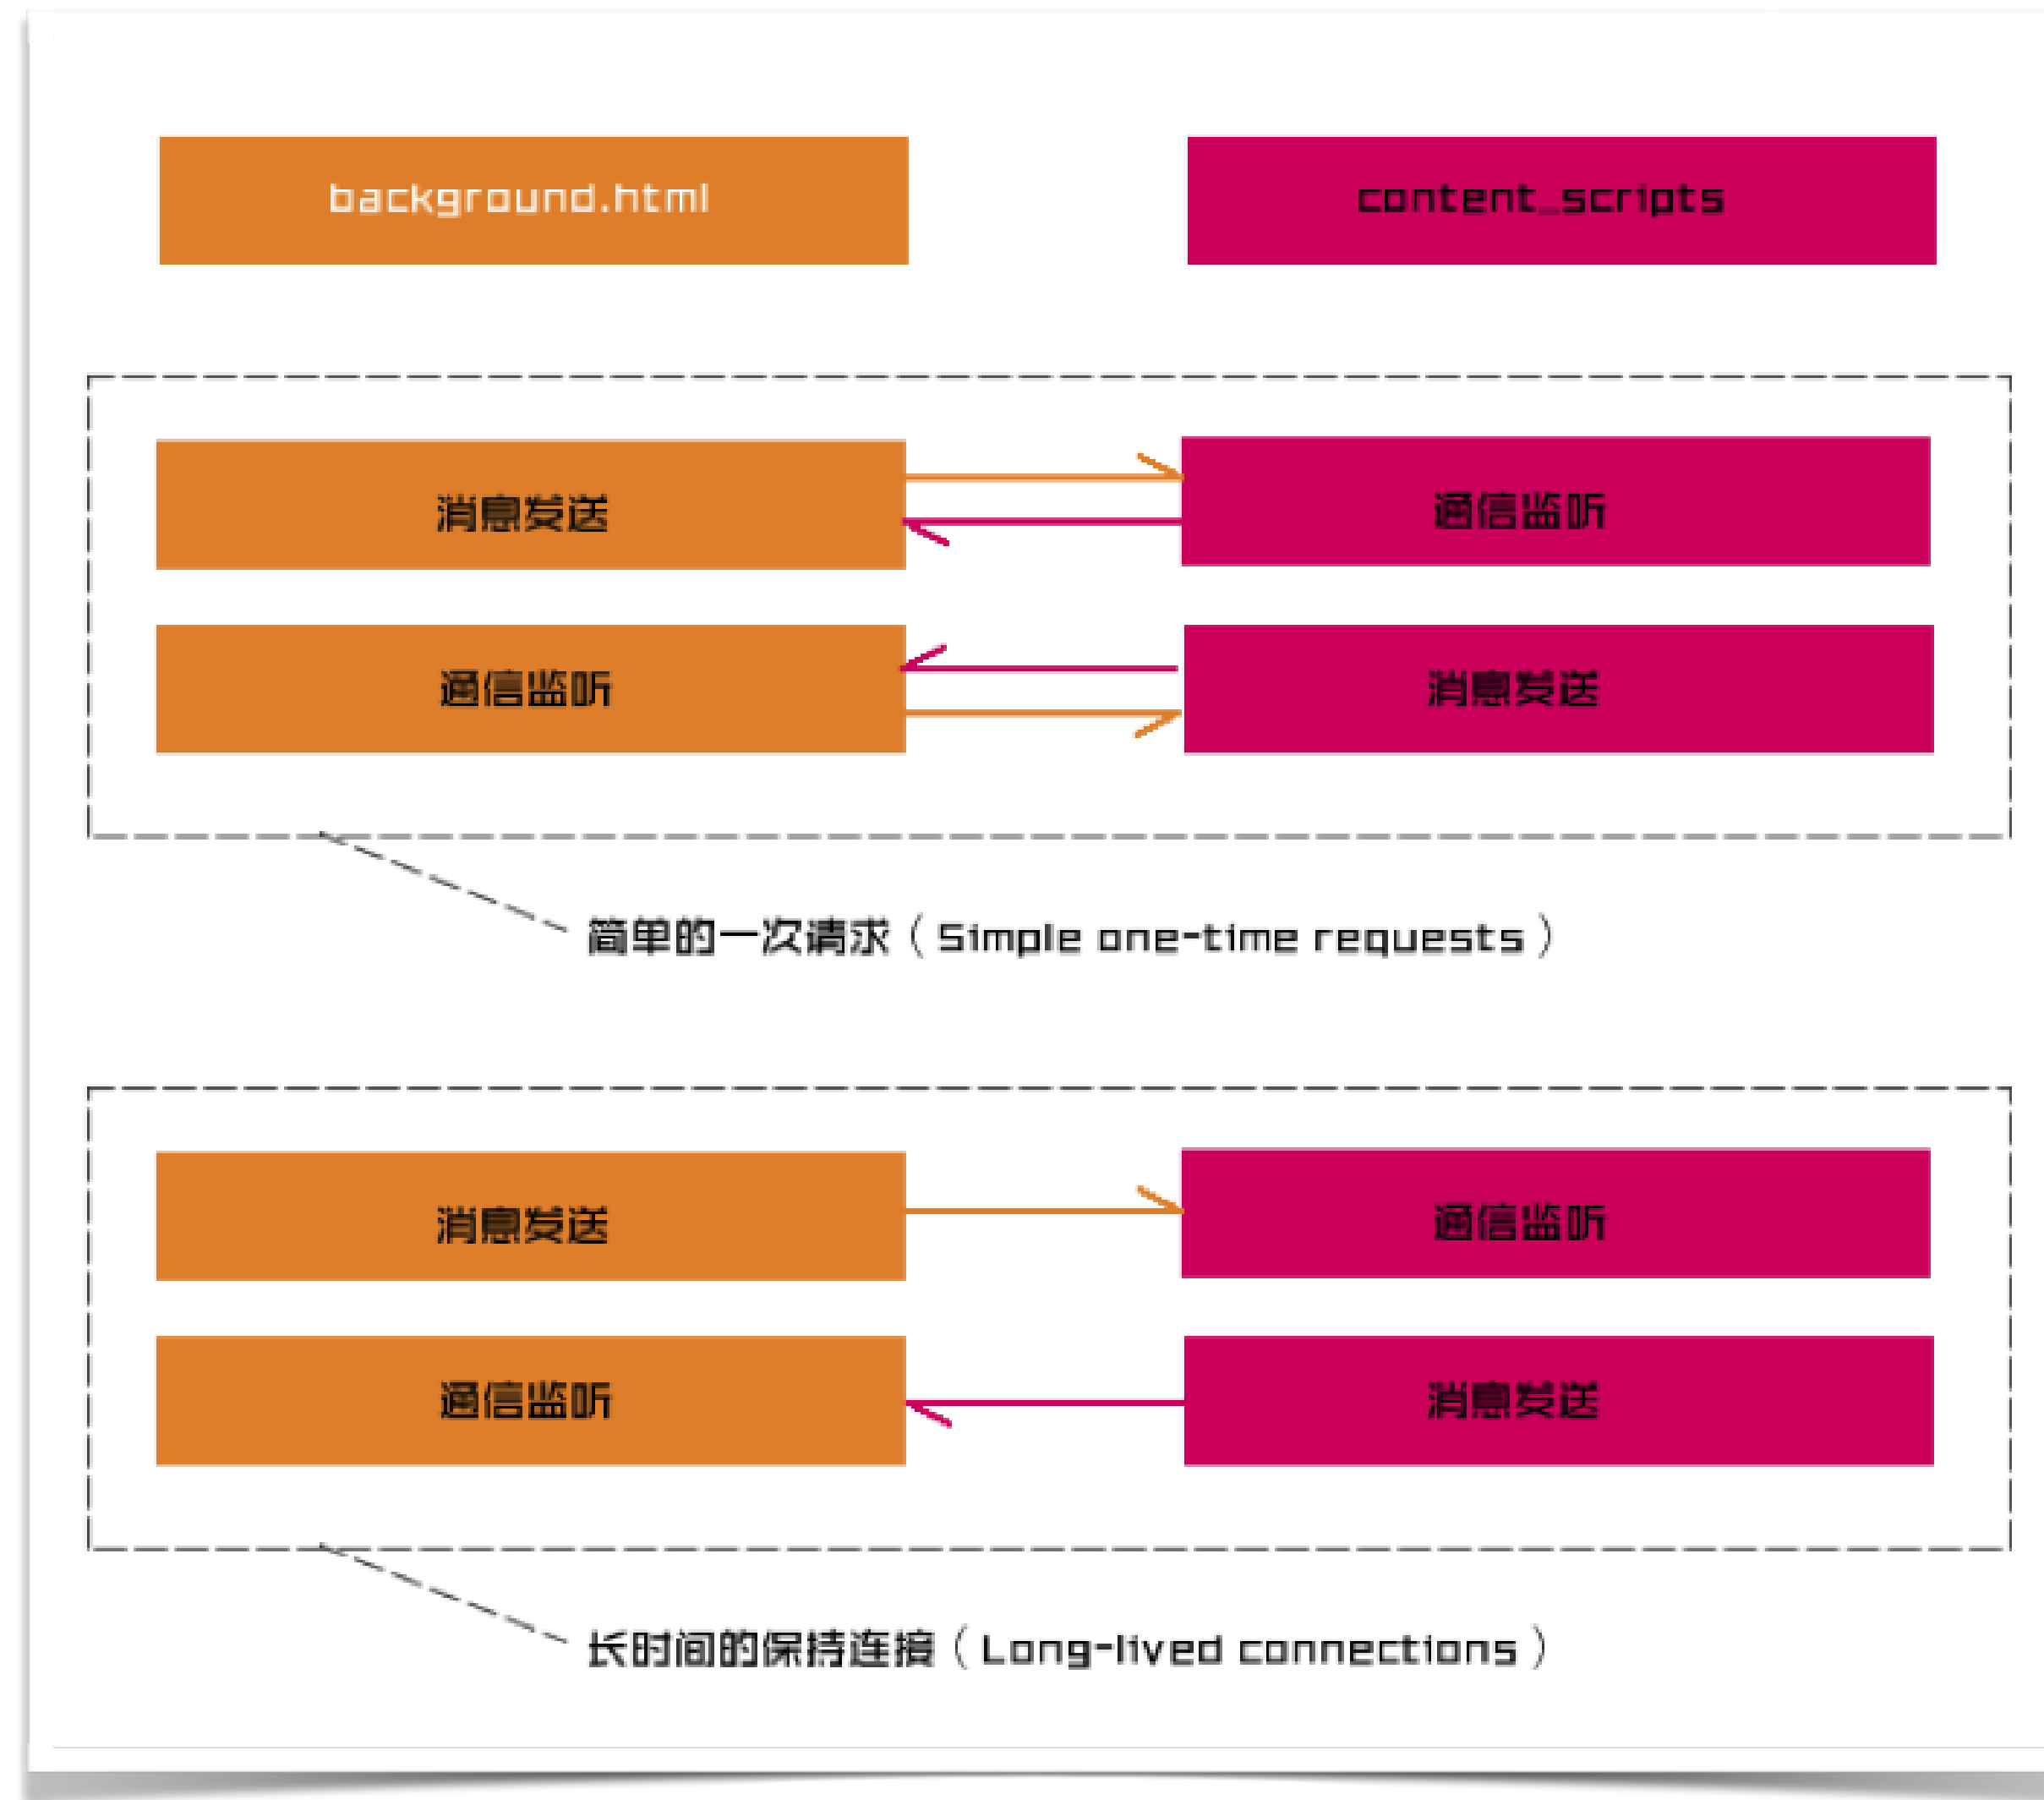 background.html
content_scripts
消息发送
通信监听
通信监听
消息发送
简单的一次请求（Simple one-time requests）
消息发送
通信监听
通信监听
消息发送
长时间的保持连接（Long-lived connections）